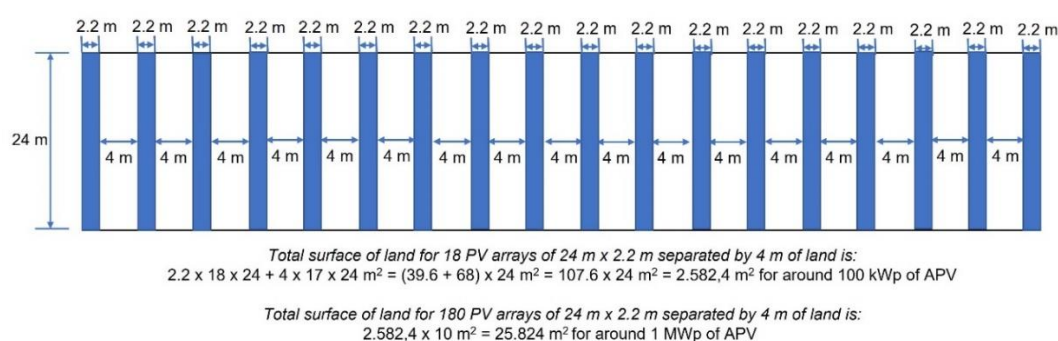 2.2 m 2.2 m 2.2 m 2.2 m 2.2 m 2.2 m 2.2 m 2.2 m 2.2 m 2.2 m 2.2 m 2.2 m 2.2 m 2.2 m 2.2 m 2.2 m 2.2 m 2.2 m
24 m
4 m 4 m 4 m 4 m 4 m 4 m 4 m 4 m 4 m 4 m 4 m 4 m 4 m 4 m 4 m 4 m 4 m
Total surface of land for 18 PV arrays of 24 m x 2.2 m separated by 4 m of land is:
2.2 x 18 x 24 + 4 x 17 x 24 m² = (39.6 + 68) x 24 m² = 107.6 x 24 m² = 2.582,4 m² for around 100 kWp of APV
Total surface of land for 180 PV arrays of 24 m x 2.2 m separated by 4 m of land is:
2.582,4 x 10 m² = 25.824 m² for around 1 MWp of APV